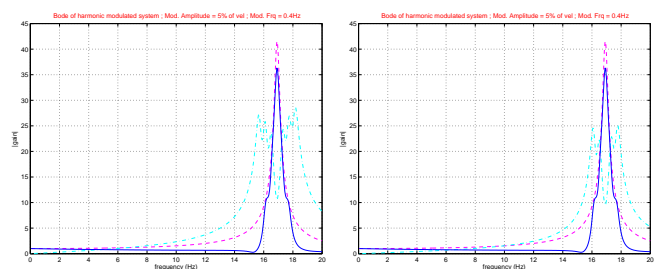 Bode of harmonic modulated system ; Mod. Amplitude = 5% of vel ; Mod. Frq = 0.4Hz
45
40
35
30
25
20
15
10
5
0
|gain|
0 2 4 6 8 10 12 14 16 18 20
frequency (Hz)
Bode of harmonic modulated system ; Mod. Amplitude = 5% of vel ; Mod. Frq = 0.4Hz
45
40
35
30
25
20
15
10
5
0
|gain|
0 2 4 6 8 10 12 14 16 18 20
frequency (Hz)